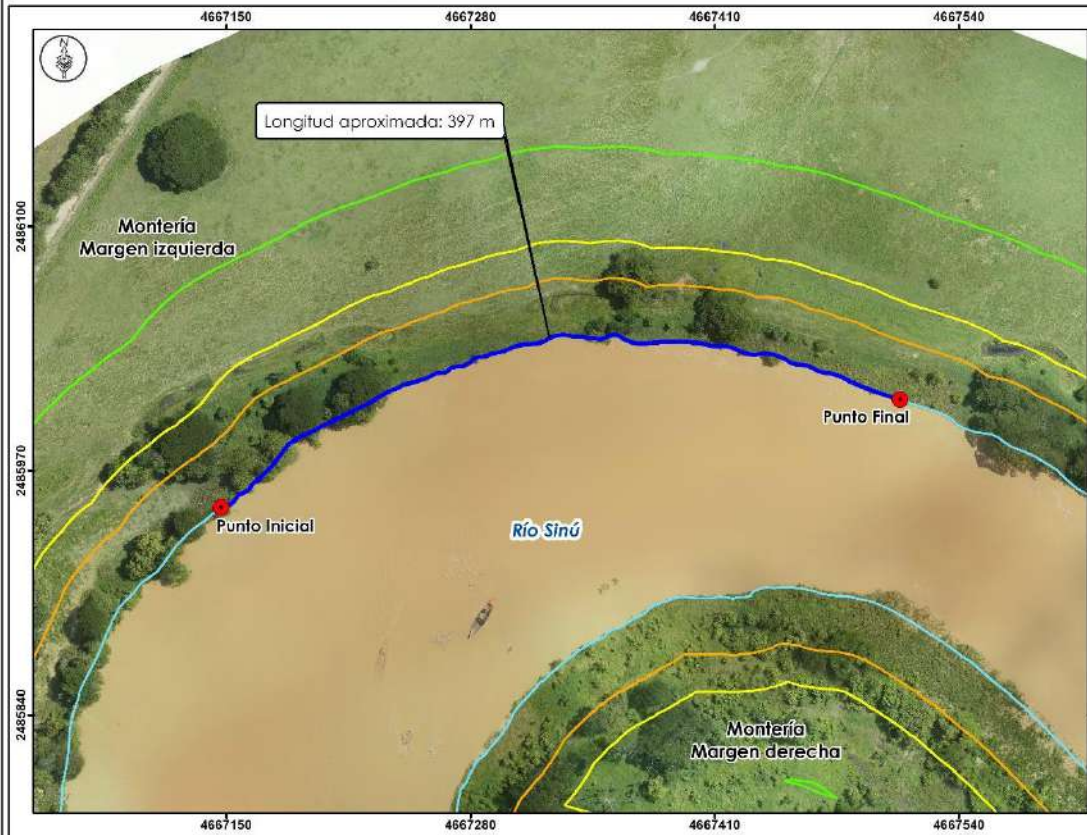 4667150 4667280 4667410 4667540
N
Longitud aproximada: 397 m
2486100
Montería
Margen izquierda
Punto Final
2485970
Punto Inicial
Río Sinú
2485840
Montería
Margen derecha
4667150 4667280 4667410 4667540